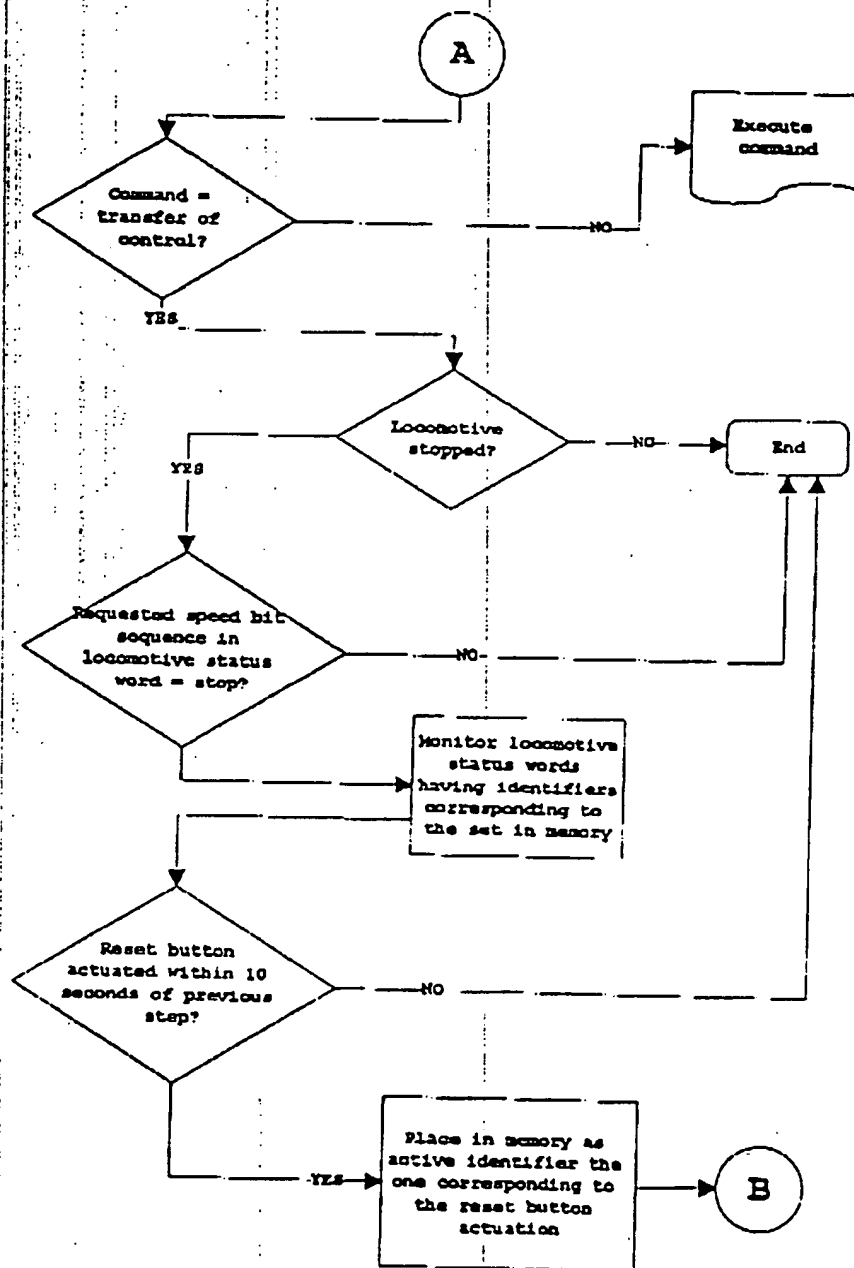 A
Execute
command
Command =
transfer of
control?
NO
YES
Locomotive
stopped?
NO
End
YES
Requested speed bit
sequence in
locomotive status
word = stop?
NO
Monitor locomotive
status words
having identifiers
corresponding to
the set in memory
Reset button
actuated within 10
seconds of previous
step?
NO
Place in memory as
active identifier the
one corresponding to
the reset button
actuation
YES
B